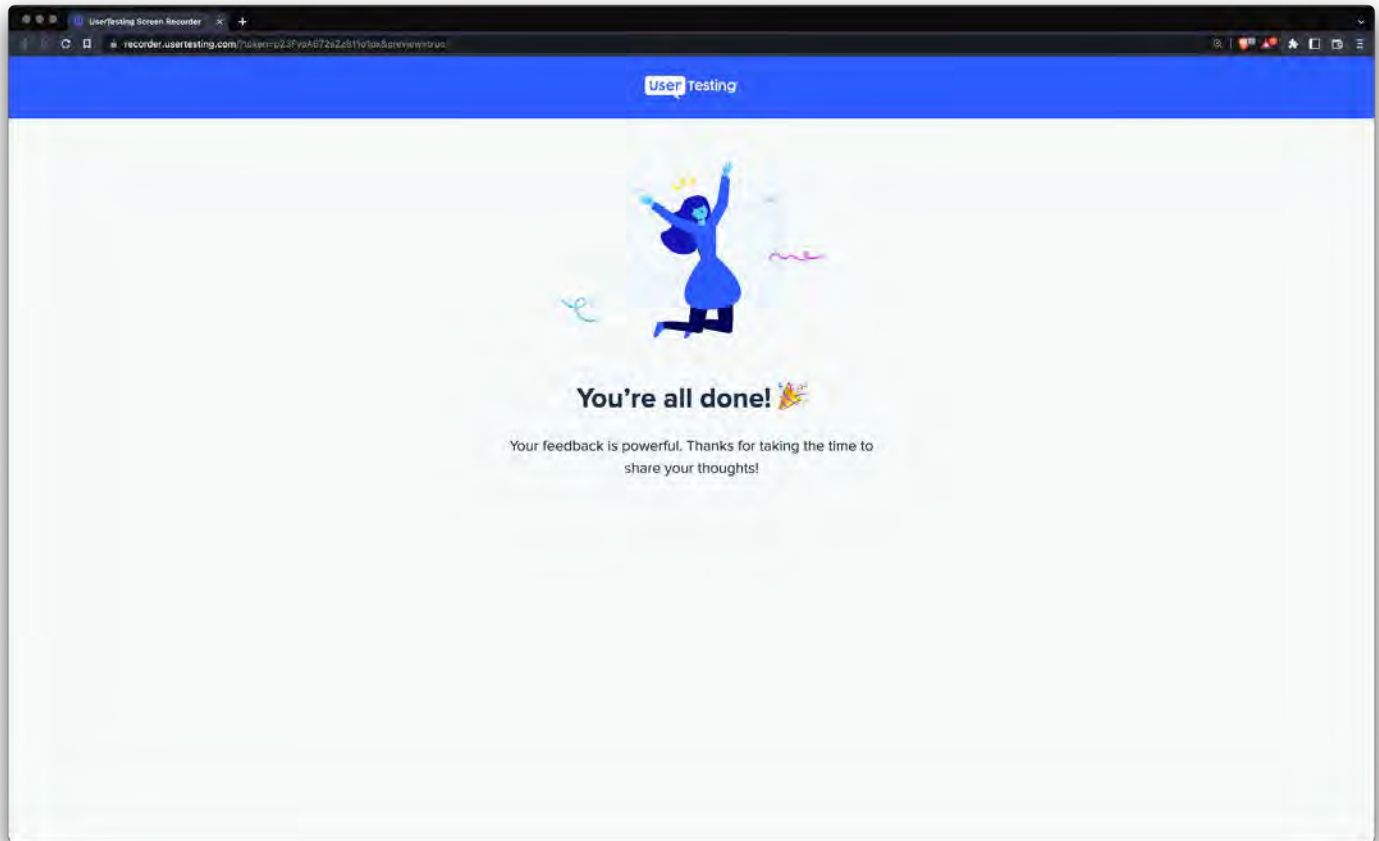 UserTesting Screen Recorder
recorder.usertesting.com
User Testing
You're all done! 🎉
Your feedback is powerful. Thanks for taking the time to
share your thoughts!